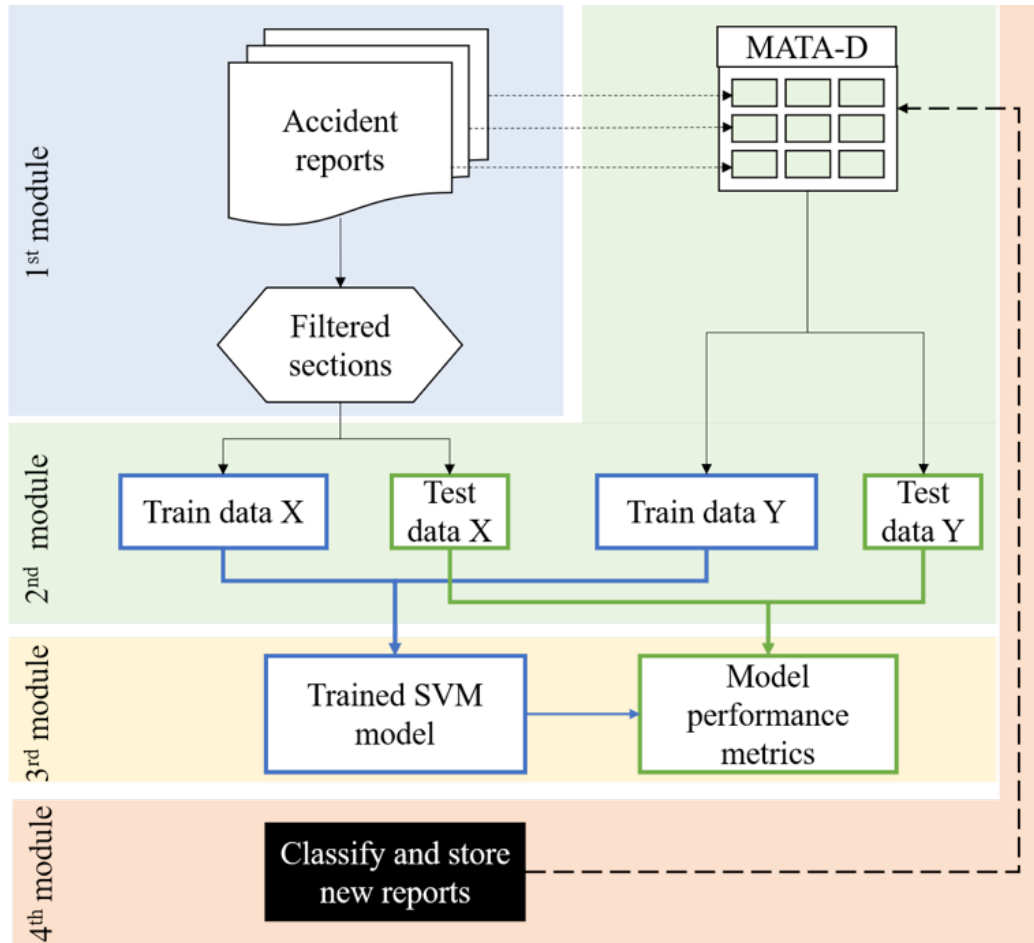 1st module
Accident
reports
MATA-D
Filtered
sections
2nd module
Train data X
Test
data X
Train data Y
Test
data Y
3rd module
Trained SVM
model
Model
performance
metrics
4th module
Classify and store
new reports